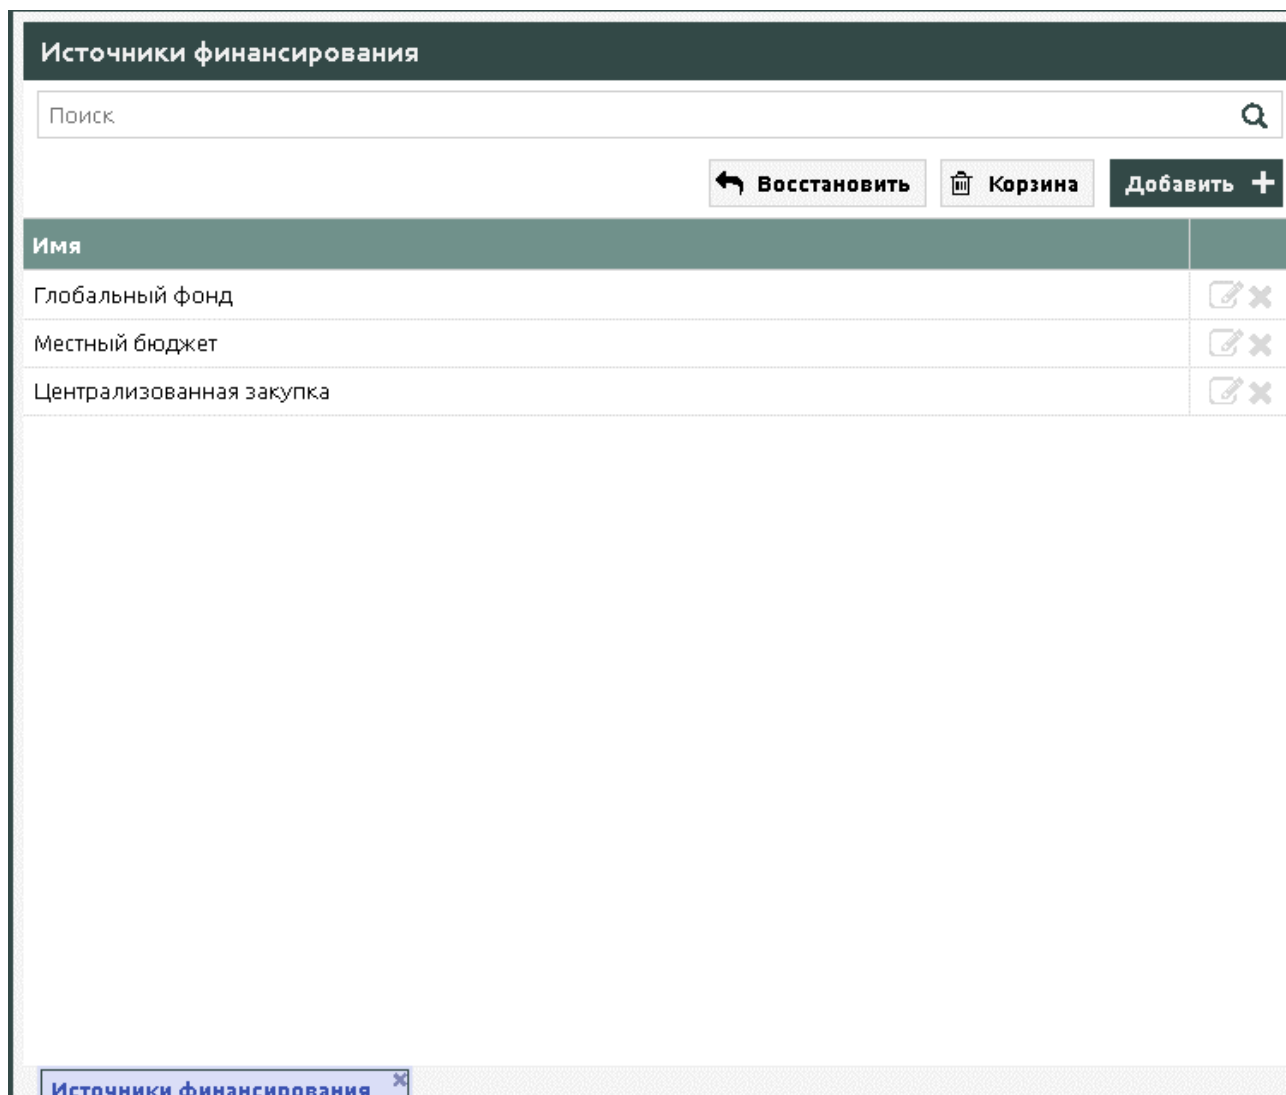 Источники финансирования
Поиск
Восстановить Корзина Добавить
Имя
Глобальный фонд
Местный бюджет
Централизованная закупка
Источники финансирования